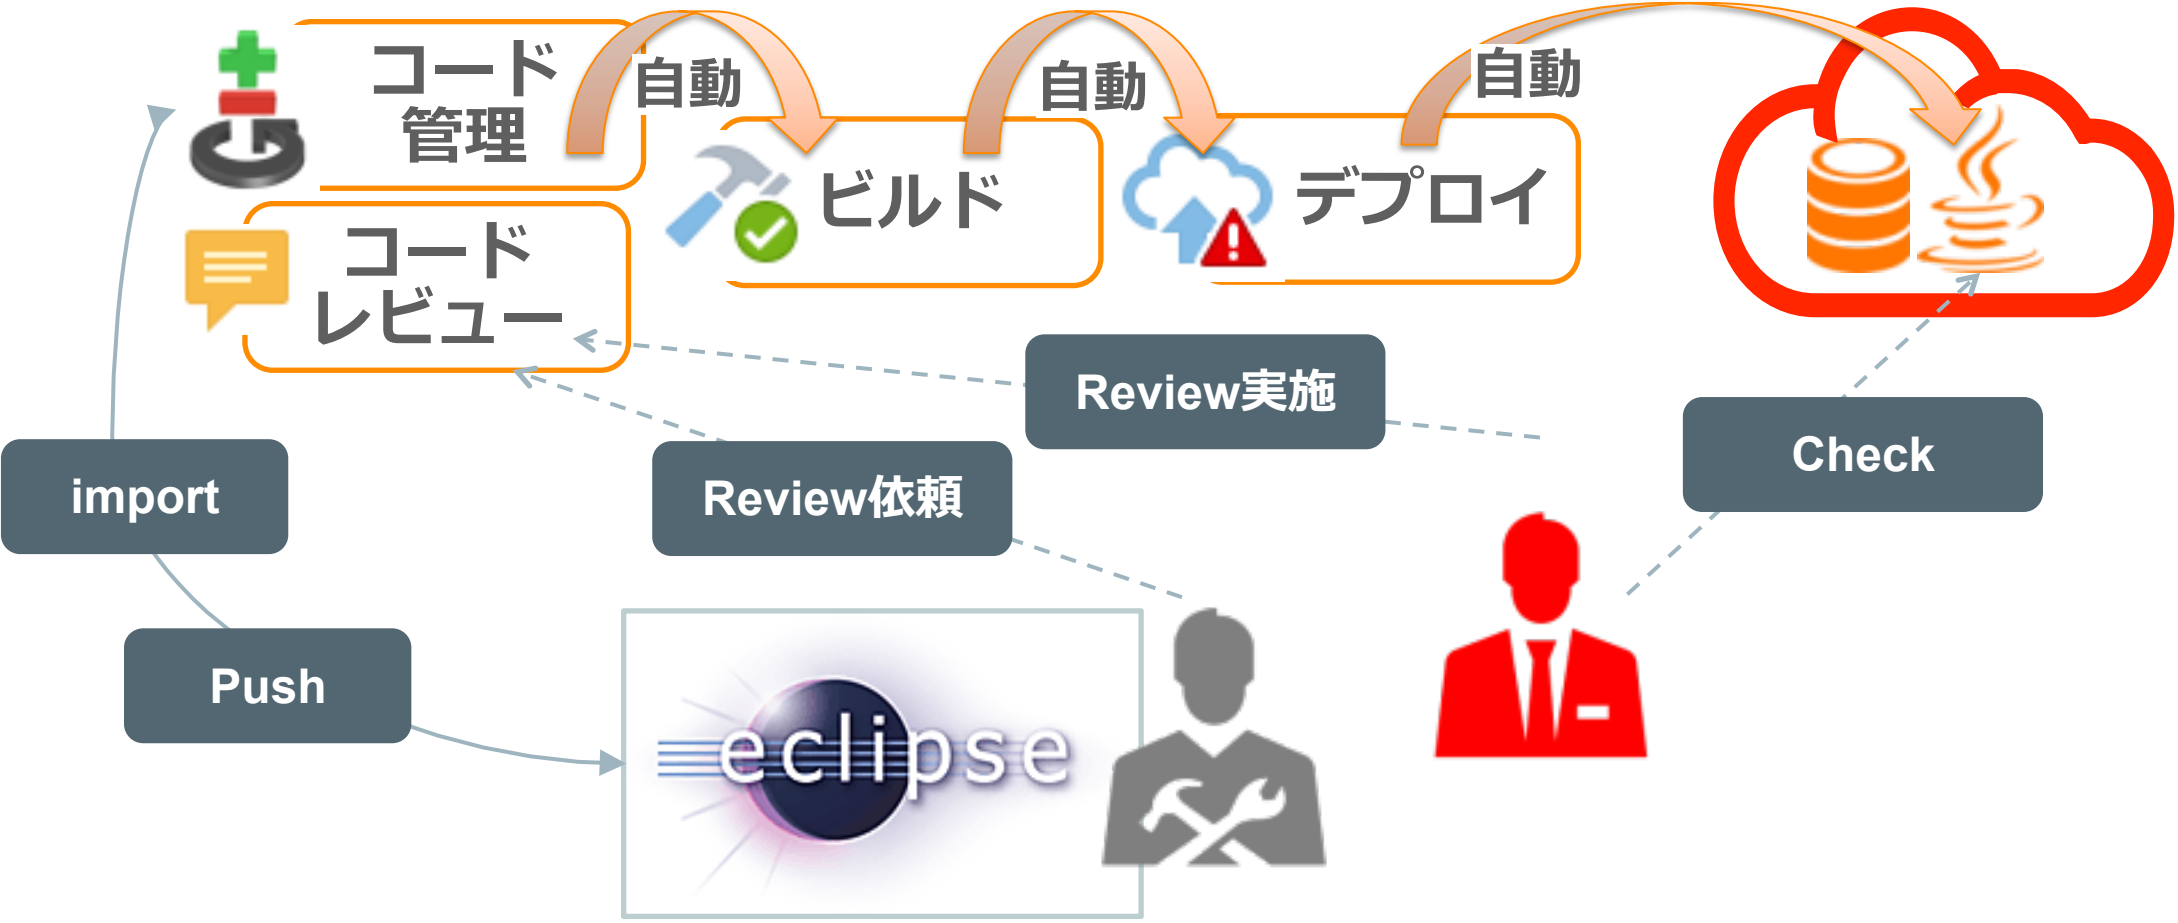 コード
管理
自動
自動
自動
ビルド
デプロイ
コード
レビュー
Review実施
Check
import
Review依頼
Push
eclipse